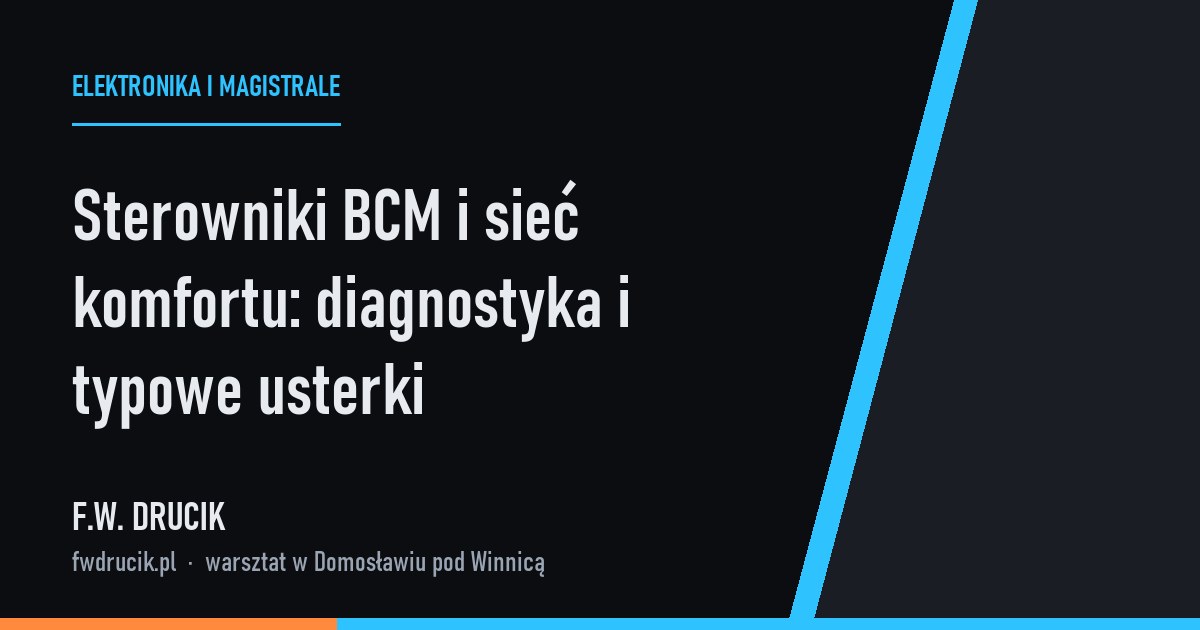 ELEKTRONIKA I MAGISTRALE
Sterowniki BCM i sieć
komfortu: diagnostyka i
typowe usterki
F.W. DRUCIK
fwdrucik.pl · warsztat w Domosławiu pod Winnicą